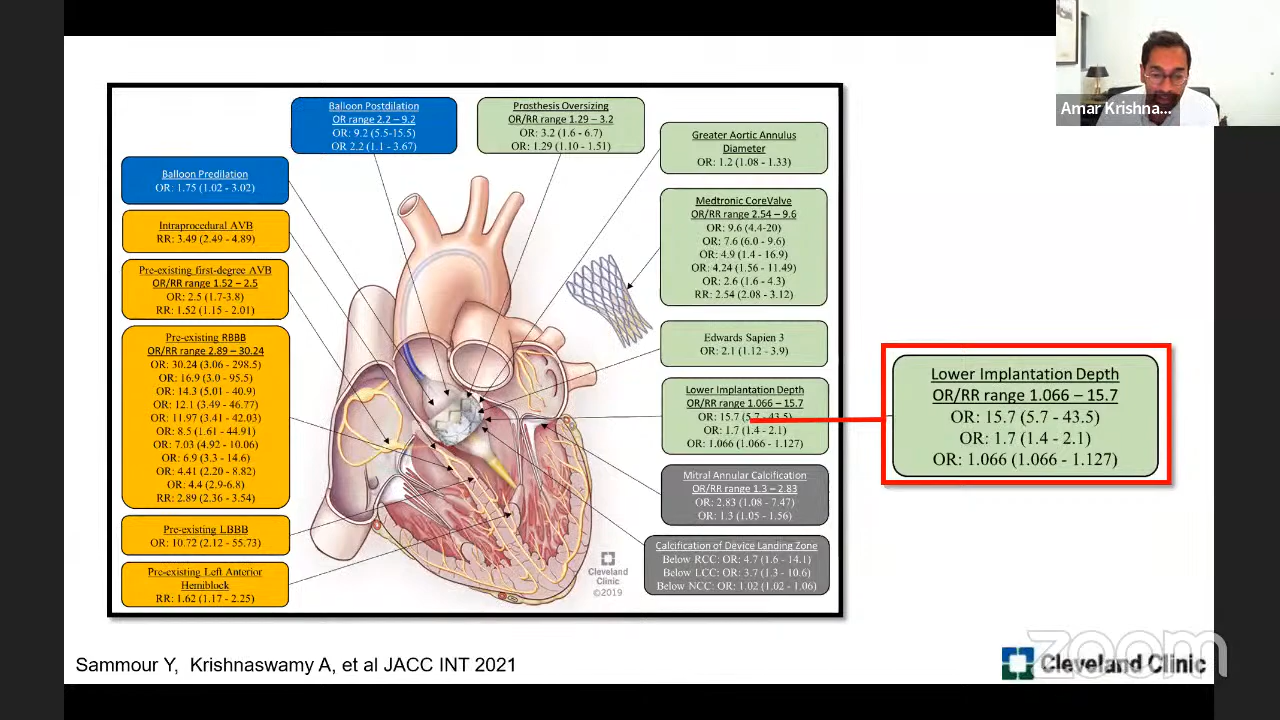 Amar Krishna...
Balloon Postdilation
OR range 2.2 – 9.2
OR: 9.2 (5.5-15.5)
OR 2.2 (1.1 - 3.67)
Prosthesis Oversizing
OR/RR range 1.29 – 3.2
OR: 3.2 (1.6 - 6.7)
OR: 1.29 (1.10 - 1.51)
Balloon Predilation
OR: 1.75 (1.02 - 3.02)
Intraprocedural AVB
RR: 3.49 (2.49 - 4.89)
Pre-existing first-degree AVB
OR/RR range 1.52 – 2.5
OR: 2.5 (1.7-3.8)
RR: 1.52 (1.15 - 2.01)
Pre-existing RBBB
OR/RR range 2.89 – 30.24
OR: 30.24 (3.06 - 298.5)
OR: 16.9 (3.0 - 95.5)
OR: 14.3 (5.01 - 40.9)
OR: 12.1 (3.49 - 46.77)
OR: 11.97 (3.41 - 42.03)
OR: 8.5 (1.61 - 44.91)
OR: 7.03 (4.92 - 10.06)
OR: 6.9 (3.3 - 14.6)
OR: 4.41 (2.20 - 8.82)
OR: 4.4 (2.9-6.8)
RR: 2.89 (2.36 - 3.54)
Pre-existing LBBB
OR: 10.72 (2.12 - 55.73)
Pre-existing Left Anterior
Hemiblock
RR: 1.62 (1.17 - 2.25)
Greater Aortic Annulus
Diameter
OR: 1.2 (1.08 - 1.33)
Medtronic CoreValve
OR/RR range 2.54 – 9.6
OR: 9.6 (4.4-20)
OR: 7.6 (6.0 - 9.6)
OR: 4.9 (1.4 - 16.9)
OR: 4.24 (1.56 - 11.49)
OR: 2.6 (1.6 - 4.3)
RR: 2.54 (2.08 - 3.12)
Edwards Sapien 3
OR: 2.1 (1.12 - 3.9)
Lower Implantation Depth
OR/RR range 1.066 – 15.7
OR: 15.7 (5.7 - 43.5)
OR: 1.7 (1.4 - 2.1)
OR: 1.066 (1.066 - 1.127)
Mitral Annular Calcification
OR/RR range 1.3 – 2.83
OR: 2.83 (1.08 - 7.47)
OR: 1.3 (1.05 - 1.56)
Calcification of Device Landing Zone
Below RCC: OR: 4.7 (1.6 - 14.1)
Below LCC: OR: 3.7 (1.3 - 10.6)
Below NCC: OR: 1.02 (1.02 - 1.06)
Cleveland
Clinic
©2019
Lower Implantation Depth
OR/RR range 1.066 – 15.7
OR: 15.7 (5.7 - 43.5)
OR: 1.7 (1.4 - 2.1)
OR: 1.066 (1.066 - 1.127)
Sammour Y, Krishnaswamy A, et al JACC INT 2021
zoom
Cleveland Clinic